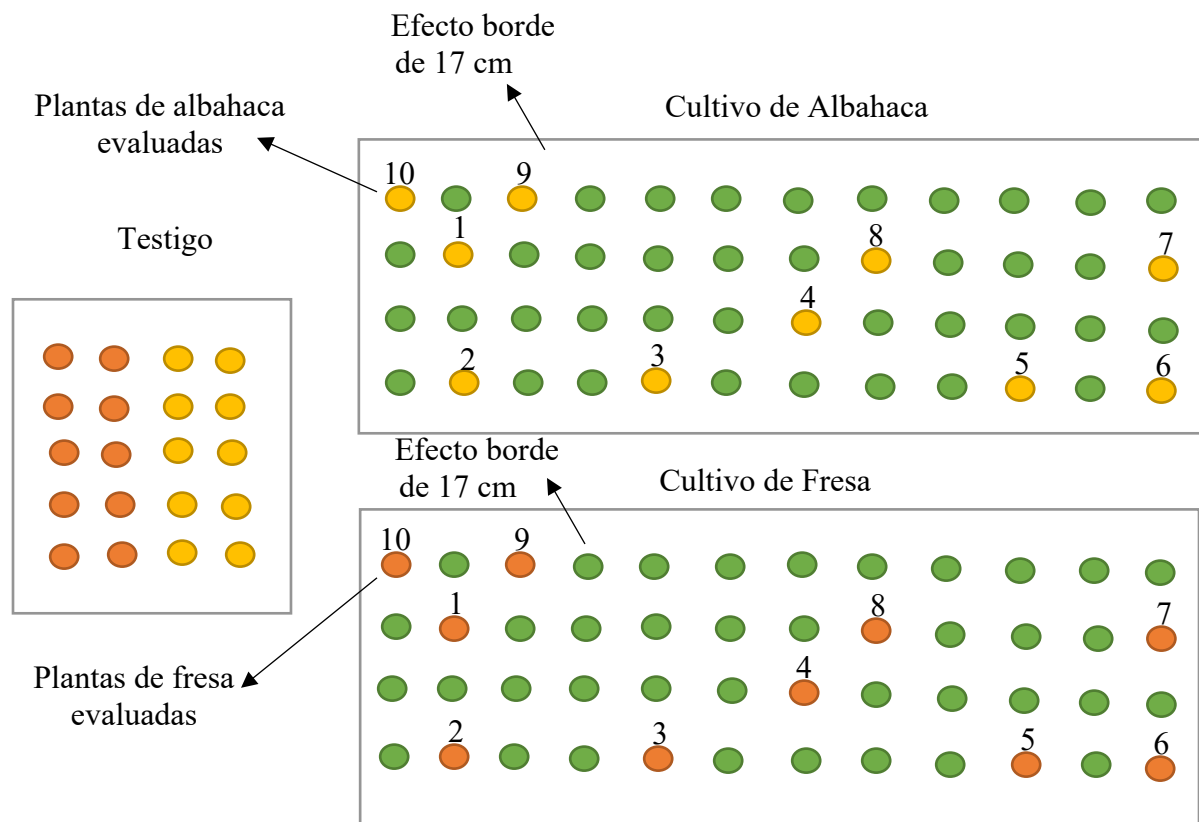 Efecto borde
de 17 cm
Plantas de albahaca
evaluadas
Cultivo de Albahaca
10
9
1
8
7
4
2
3
5
6
Testigo
Efecto borde
de 17 cm
Cultivo de Fresa
10
9
1
8
7
4
2
3
5
6
Plantas de fresa
evaluadas